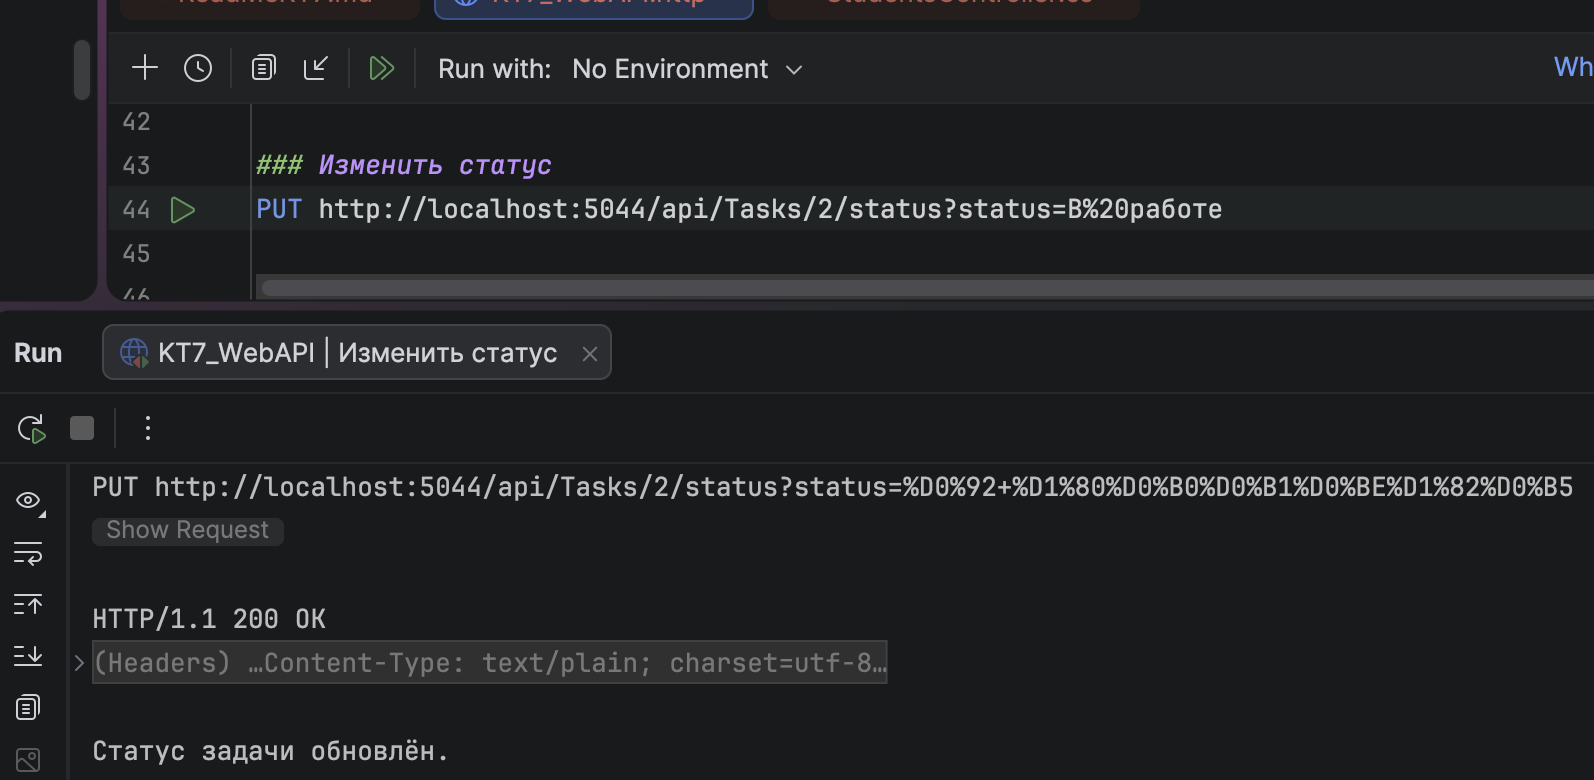 Run with: No Environment
Wh
42
43 ### Изменить статус
44 PUT http://localhost:5044/api/Tasks/2/status?status=В%20работе
45
46
Run KT7_WebAPI | Изменить статус
PUT http://localhost:5044/api/Tasks/2/status?status=%D0%92+%D1%80%D0%B0%D0%B1%D0%BE%D1%82%D0%B5
Show Request
HTTP/1.1 200 OK
(Headers) …Content-Type: text/plain; charset=utf-8…
Статус задачи обновлён.